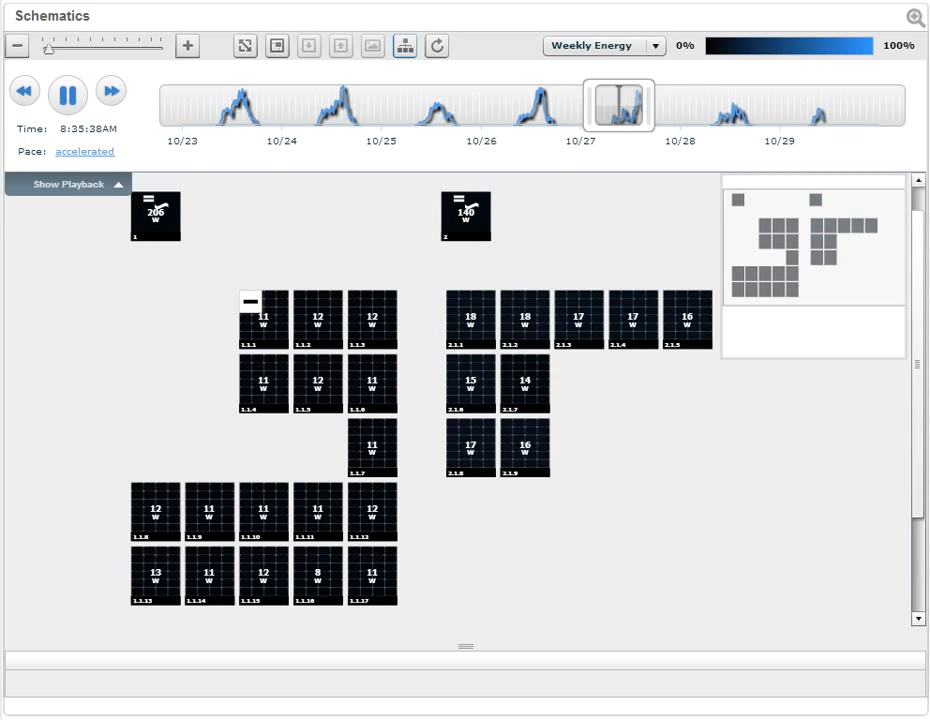 Schematics
Weekly Energy
0%
100%
Time: 8:35:38AM
Pace: accelerated
10/23 10/24 10/25 10/26 10/27 10/28 10/29
Show Playback
206 W 1
140 W 2
11 W 1.1.1
12 W 1.1.2
12 W 1.1.3
18 W 2.1.1
18 W 2.1.2
17 W 2.1.3
17 W 2.1.4
16 W 2.1.5
11 W 1.1.4
12 W 1.1.5
11 W 1.1.6
15 W 2.1.6
14 W 2.1.7
11 W 1.1.7
17 W 2.1.8
16 W 2.1.9
12 W 1.1.8
11 W 1.1.9
11 W 1.1.10
11 W 1.1.11
12 W 1.1.12
13 W 1.1.13
11 W 1.1.14
12 W 1.1.15
8 W 1.1.16
11 W 1.1.17